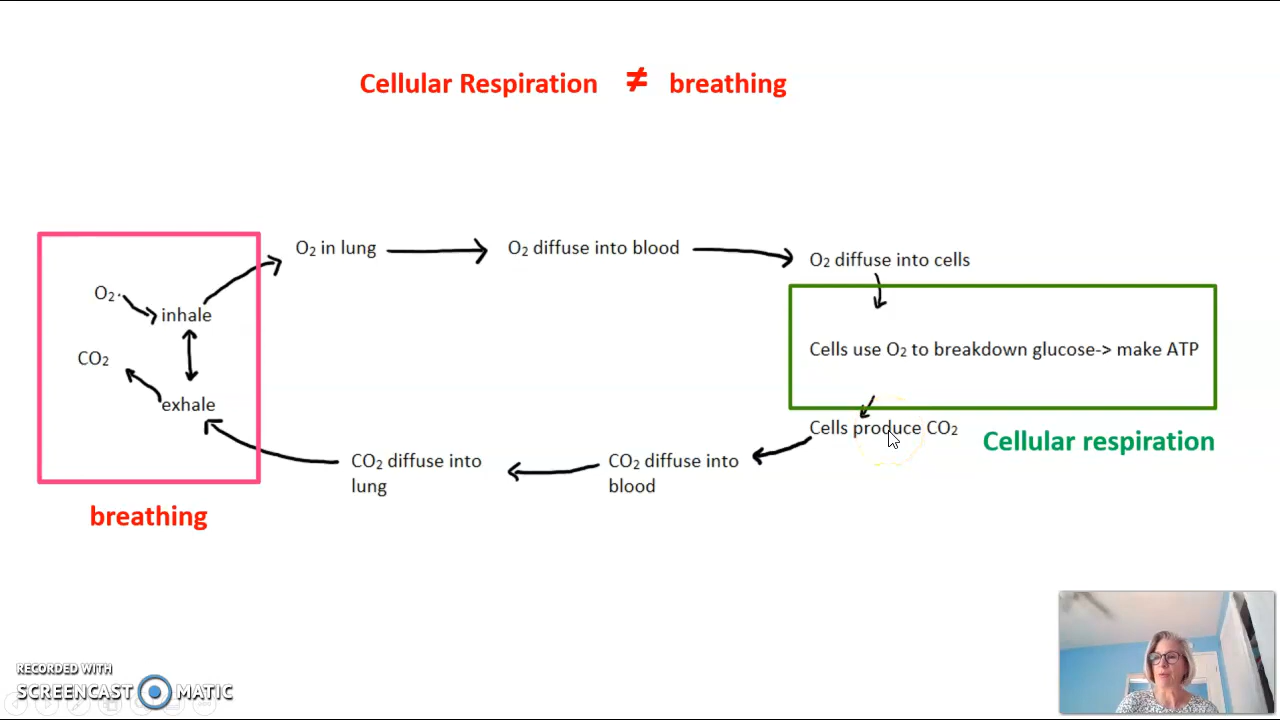 Cellular Respiration ≠ breathing
O₂ in lung
O₂ diffuse into blood
O₂ diffuse into cells
O₂
inhale
CO₂
exhale
Cells use O₂ to breakdown glucose-> make ATP
Cells produce CO₂
Cellular respiration
CO₂ diffuse into
blood
CO₂ diffuse into
lung
breathing
RECORDED WITH
SCREENCAST MATIC